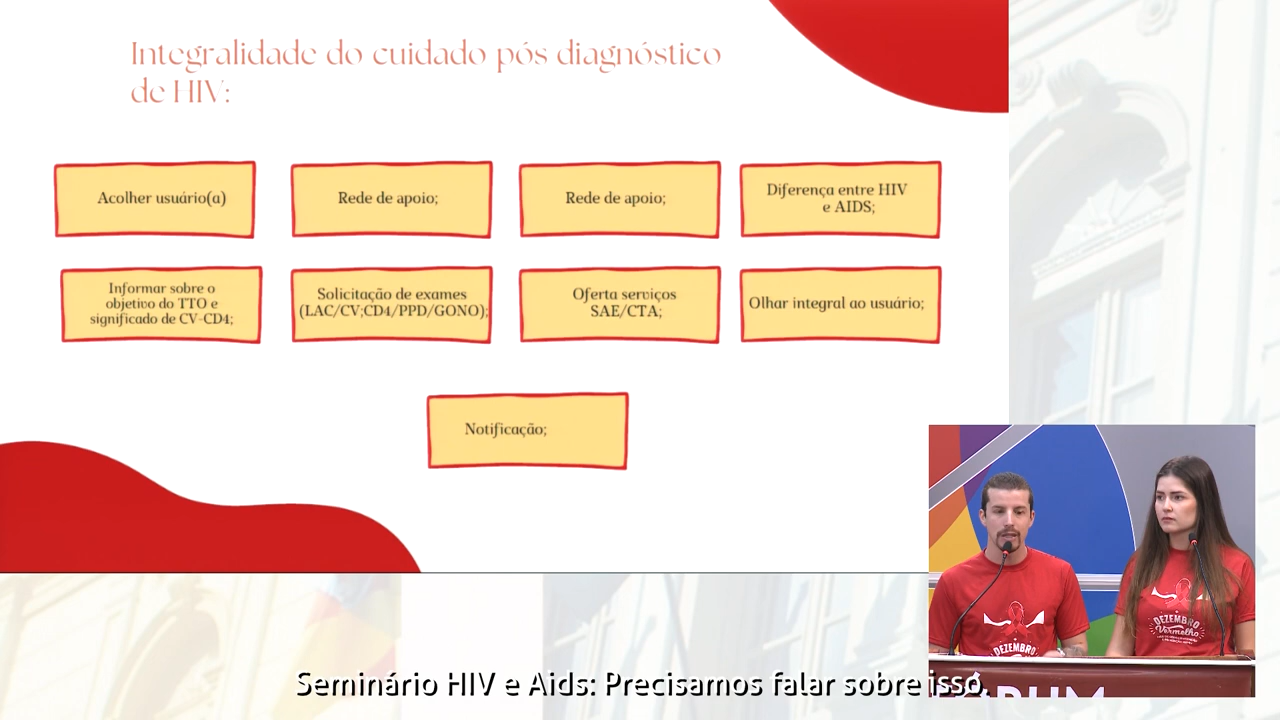 Integralidade do cuidado pós diagnóstico
de HIV:
Acolher usuário(a)
Rede de apoio;
Rede de apoio;
Diferença entre HIV
e AIDS;
Informar sobre o
objetivo do TTO e
significado de CV-CD4;
Solicitação de exames
(LAC/CV;CD4/PPD/GONO);
Oferta serviços
SAE/CTA;
Olhar integral ao usuário;
Notificação;
DEZEMBRO
DEZEMBRO
Vermelho
Seminário HIV e Aids: Precisamos falar sobre isso.